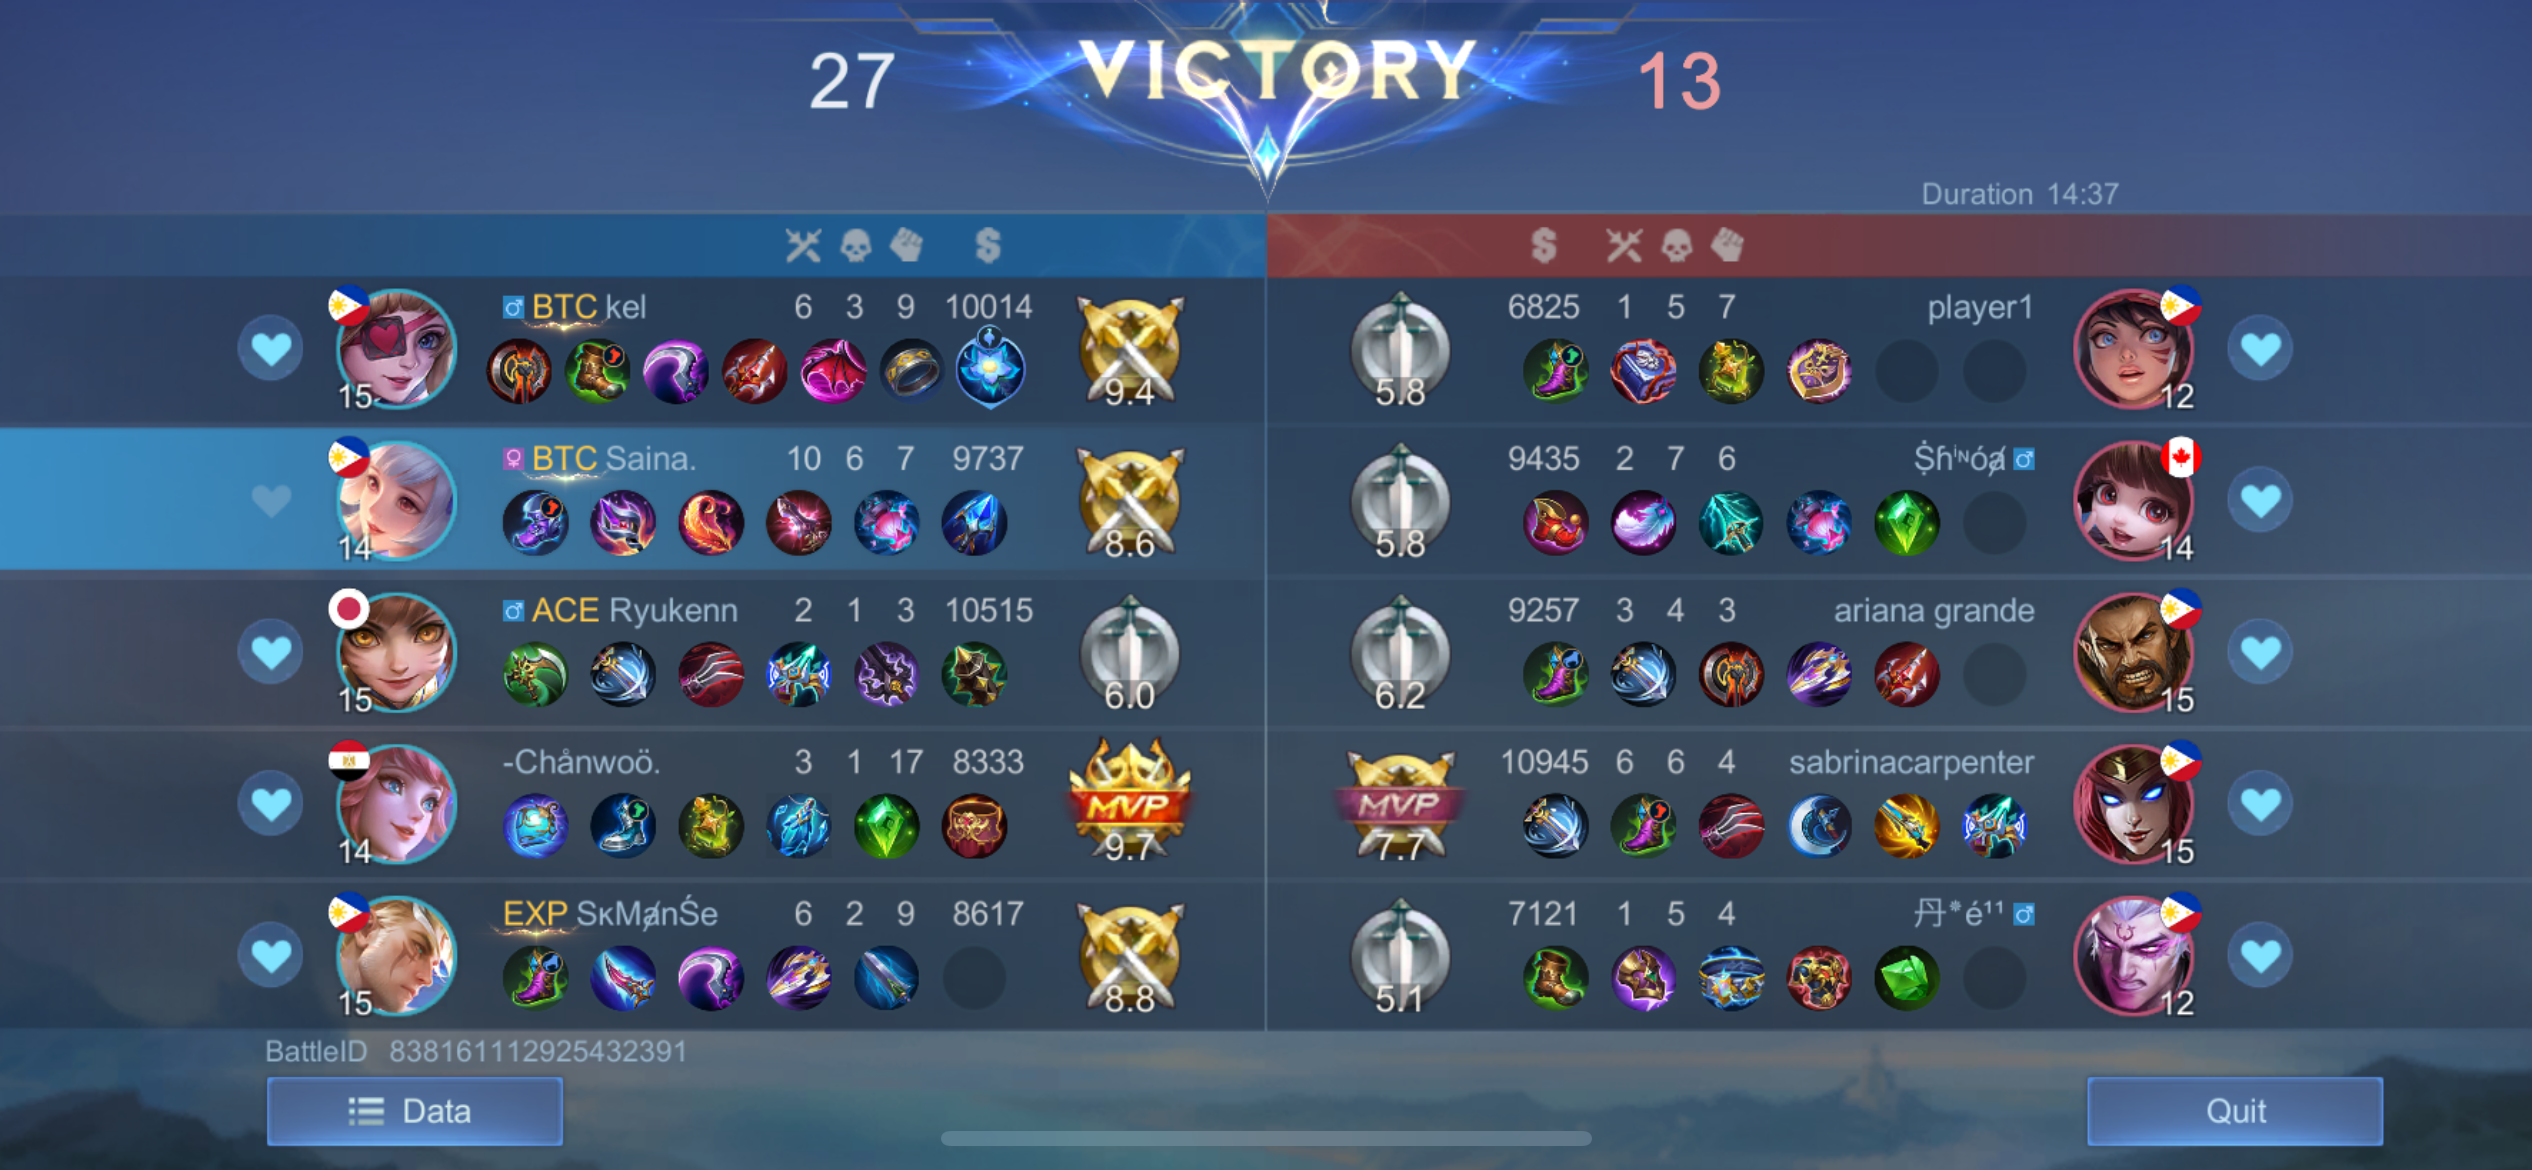 27 VICTORY 13
Duration 14:37
BTC kel 6 3 9 10014
15 9.4
5.8 6825 1 5 7 player1
12
BTC Saina. 10 6 7 9737
14 8.6
5.8 9435 2 7 6 Ṩɦⁱᴺóⱥ
14
ACE Ryukenn 2 1 3 10515
15 6.0
6.2 9257 3 4 3 ariana grande
15
-Chånwoö. 3 1 17 8333
14 MVP 9.7
MVP 7.7 10945 6 6 4 sabrinacarpenter
15
EXP SκMⱥnŚe 6 2 9 8617
15 8.8
5.1 7121 1 5 4 丹*é¹¹
12
BattleID 838161112925432391
Data
Quit